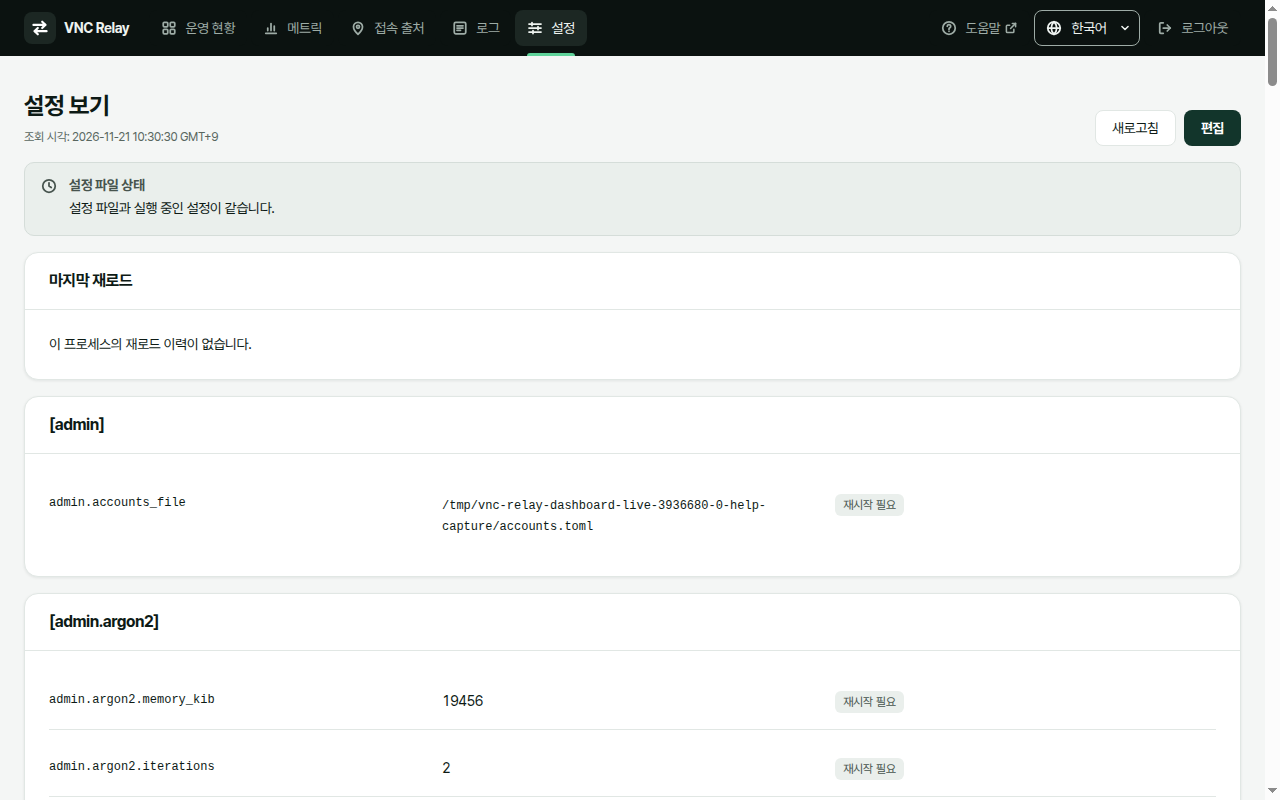 VNC Relay
운영 현황
메트릭
접속 출처
로그
설정
도움말
한국어
로그아웃
설정 보기
조회 시각: 2026-11-21 10:30:30 GMT+9
새로고침
편집
설정 파일 상태
설정 파일과 실행 중인 설정이 같습니다.
마지막 재로드
이 프로세스의 재로드 이력이 없습니다.
[admin]
admin.accounts_file
/tmp/vnc-relay-dashboard-live-3936680-0-help-
capture/accounts.toml
재시작 필요
[admin.argon2]
admin.argon2.memory_kib
19456
재시작 필요
admin.argon2.iterations
2
재시작 필요